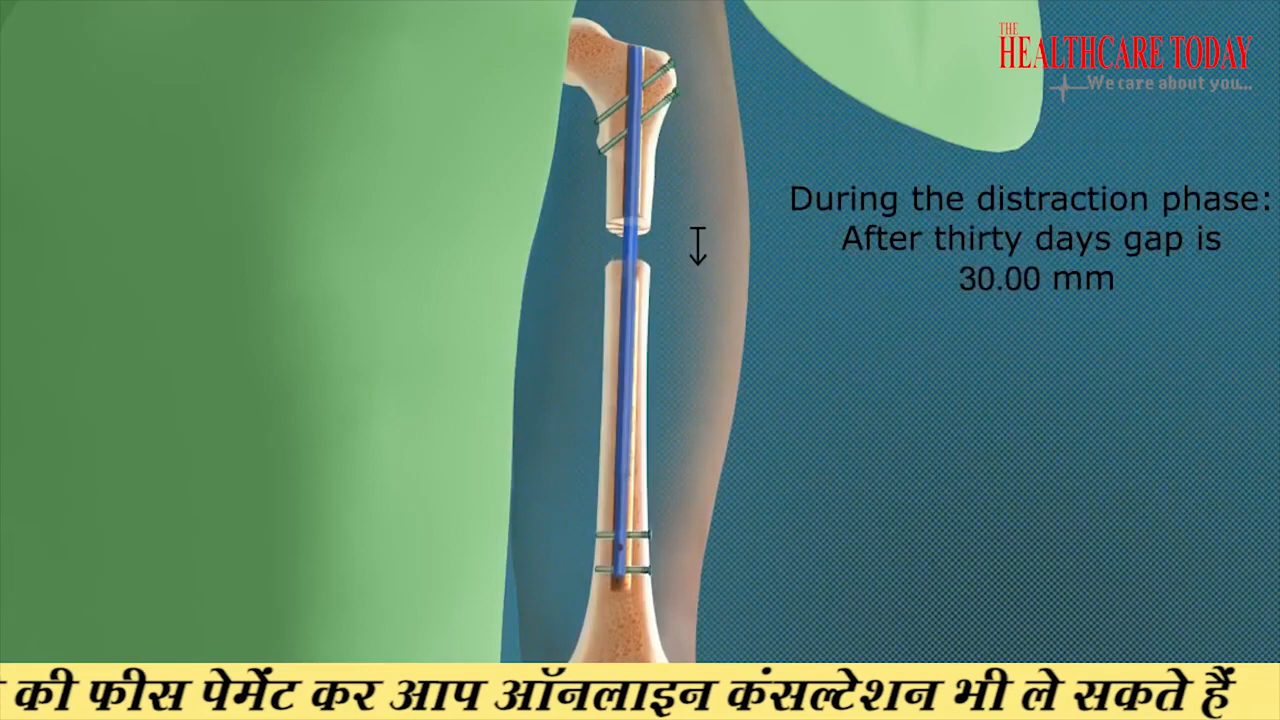 THE
HEALTHCARE TODAY
We care about you...
During the distraction phase:
After thirty days gap is
30.00 mm
की फीस पेमेंट कर आप ऑनलाइन कंसल्टेशन भी ले सकते हैं